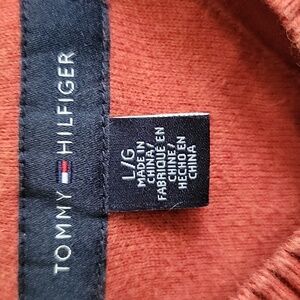 TOMMY HILFIGER
L/G
MADE IN
CHINA/
FABRIQUÉ EN
CHINE/
HECHO EN
CHINA